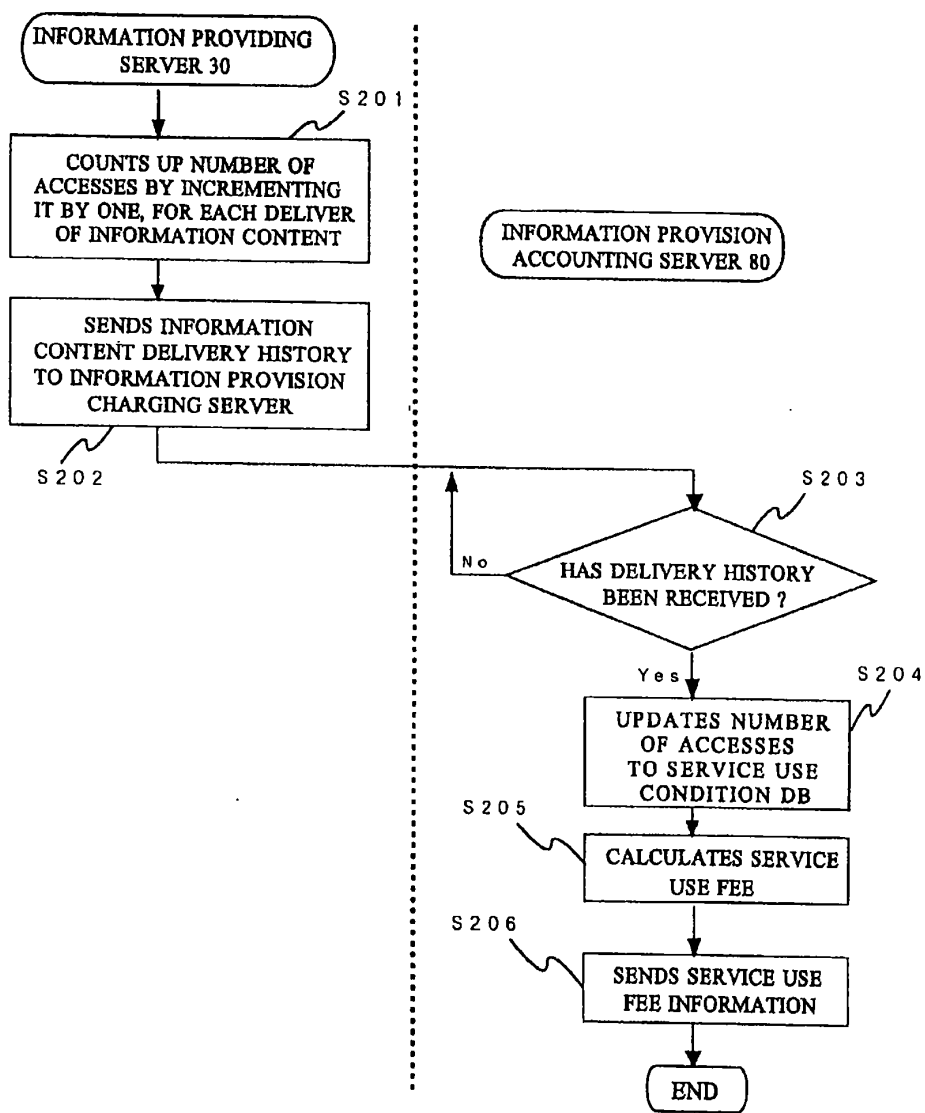 INFORMATION PROVIDING
SERVER 30
S201
COUNTS UP NUMBER OF
ACCESSES BY INCREMENTING
IT BY ONE, FOR EACH DELIVER
OF INFORMATION CONTENT
INFORMATION PROVISION
ACCOUNTING SERVER 80
SENDS INFORMATION
CONTENT DELIVERY HISTORY
TO INFORMATION PROVISION
CHARGING SERVER
S202
S203
No
HAS DELIVERY HISTORY
BEEN RECEIVED ?
Yes
S204
UPDATES NUMBER
OF ACCESSES
TO SERVICE USE
CONDITION DB
S205
CALCULATES SERVICE
USE FEE
S206
SENDS SERVICE USE
FEE INFORMATION
END